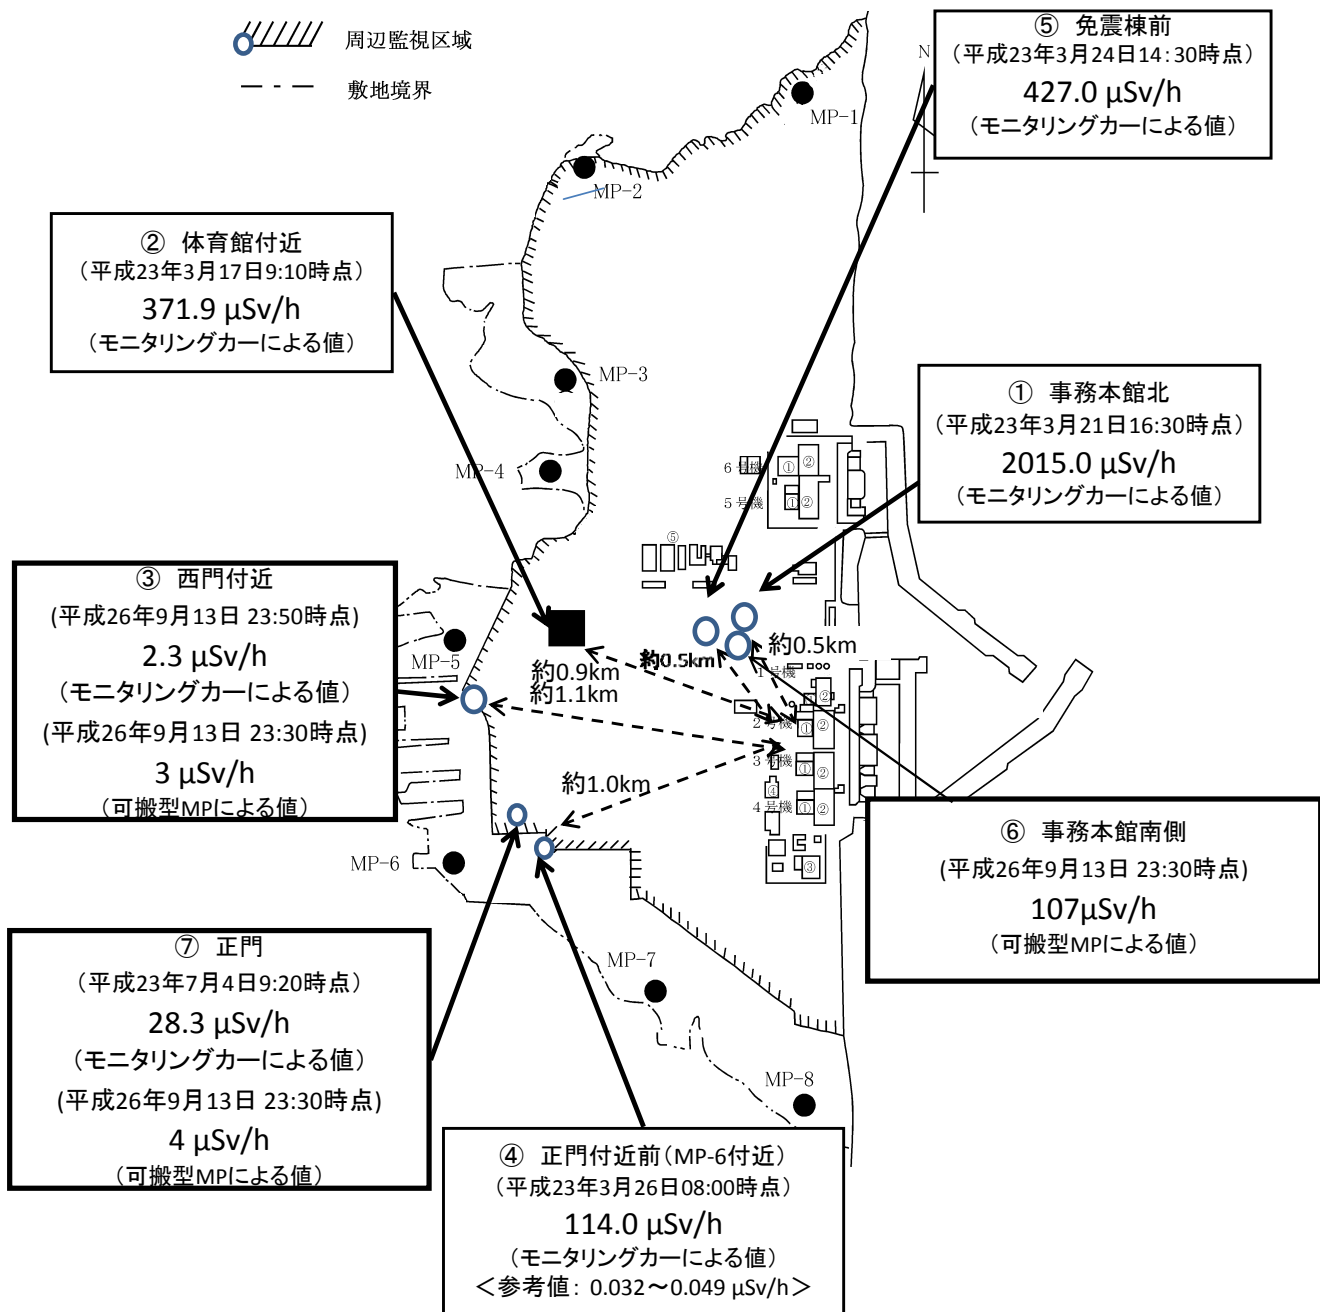 周辺監視区域
敷地境界
⑤ 免震棟前
（平成23年3月24日14：30時点）
427.0 μSv/h
（モニタリングカーによる値）
N
MP-1
MP-2
② 体育館付近
（平成23年3月17日9:10時点）
371.9 μSv/h
（モニタリングカーによる値）
MP-3
① 事務本館北
（平成23年3月21日16:30時点）
2015.0 μSv/h
（モニタリングカーによる値）
MP-4
6号機
①
②
5号機
①
②
⑤
③ 西門付近
(平成26年9月13日 23:50時点)
2.3 μSv/h
（モニタリングカーによる値）
(平成26年9月13日 23:30時点)
3 μSv/h
（可搬型MPによる値）
MP-5
約0.9km
約1.1km
約0.5km
約0.5km
1号機
②
2号機
①
②
3号機
①
②
約1.0km
④
4号機
①
②
③
⑥ 事務本館南側
(平成26年9月13日 23:30時点)
107μSv/h
（可搬型MPによる値）
MP-6
⑦ 正門
（平成23年7月4日9:20時点）
28.3 μSv/h
（モニタリングカーによる値）
(平成26年9月13日 23:30時点)
4 μSv/h
（可搬型MPによる値）
MP-7
MP-8
④ 正門付近前（MP-6付近）
（平成23年3月26日08:00時点）
114.0 μSv/h
（モニタリングカーによる値）
＜参考値： 0.032～0.049 μSv/h＞